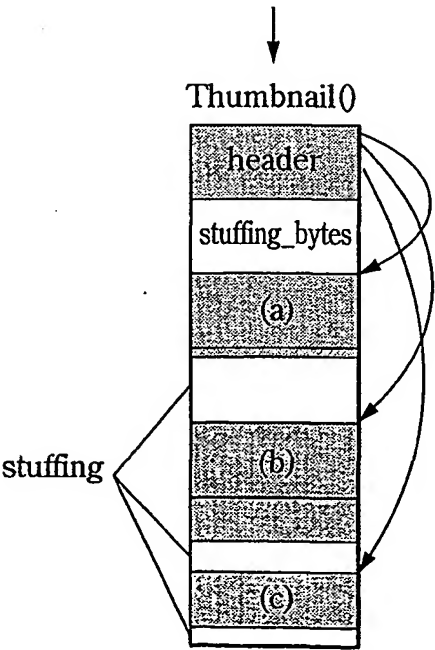 Thumbnail()
header
stuffing_bytes
(a)
(b)
stuffing
(c)